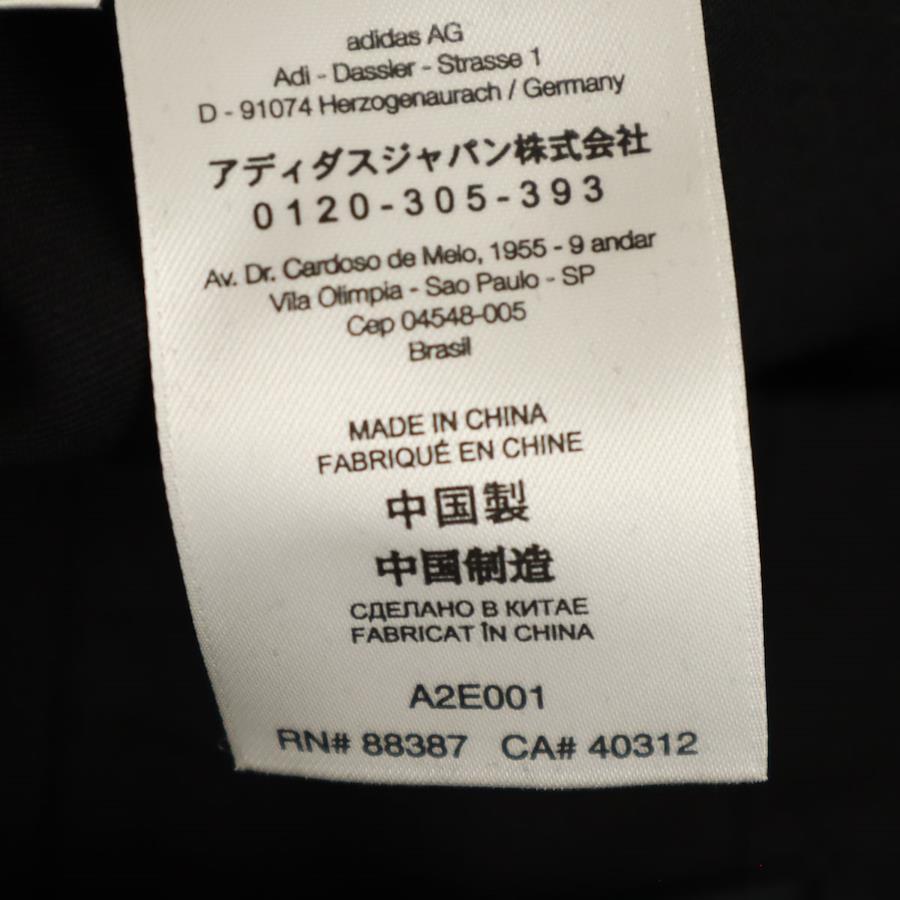 adidas AG
Adi - Dassler - Strasse 1
D - 91074 Herzogenaurach / Germany
アディダスジャパン株式会社
0120-305-393
Av. Dr. Cardoso de Melo, 1955 - 9 andar
Vila Olimpia - Sao Paulo - SP
Cep 04548-005
Brasil
MADE IN CHINA
FABRIQUÉ EN CHINE
中国製
中国制造
СДЕЛАНО В КИТАЕ
FABRICAT ÎN CHINA
A2E001
RN# 88387 CA# 40312